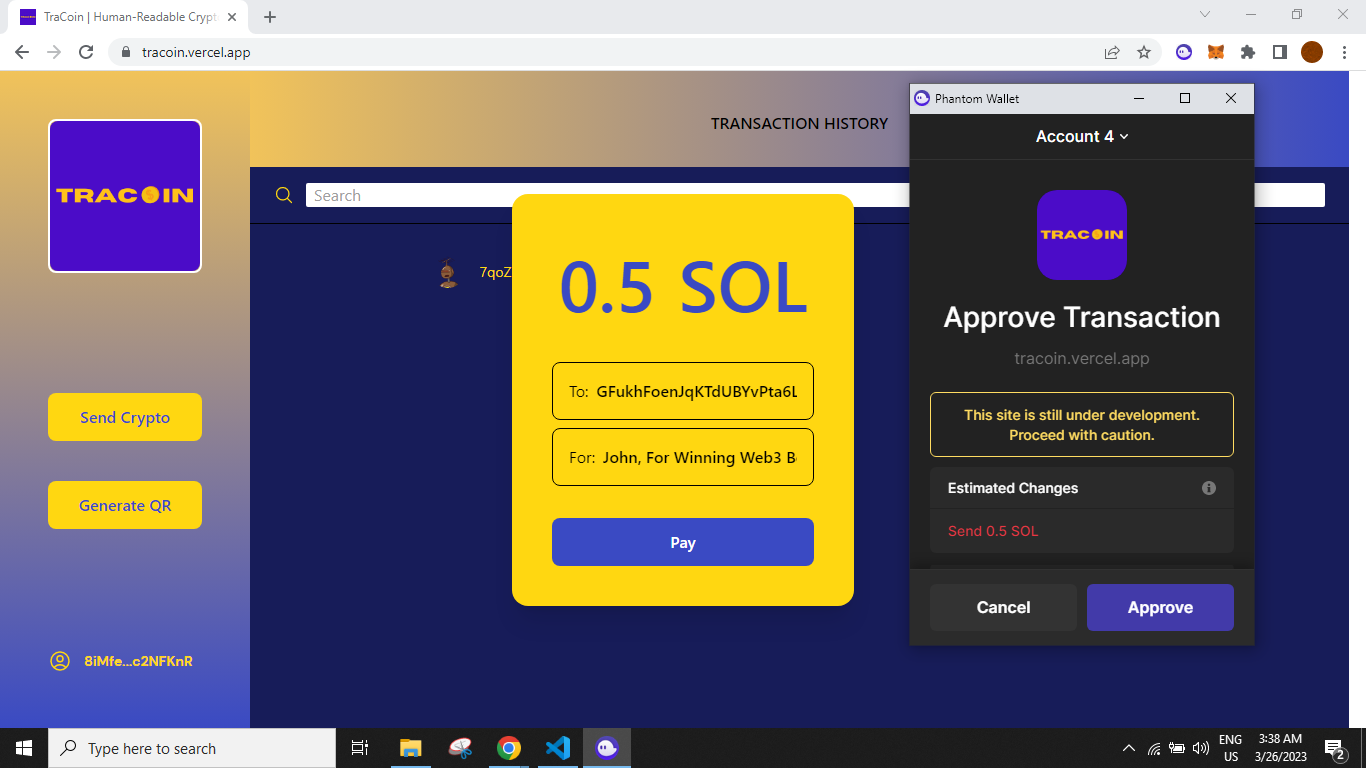 TraCoin | Human-Readable Crypt
tracoin.vercel.app
TRACOIN
Send Crypto
Generate QR
8iMfe...c2NFKnR
TRANSACTION HISTORY
Search
7qoZ
0.5 SOL
To: GFukhFoenJqKTdUBYvPta6L
For: John, For Winning Web3 B
Pay
Phantom Wallet
Account 4
TRACOIN
Approve Transaction
tracoin.vercel.app
This site is still under development.
Proceed with caution.
Estimated Changes
Send 0.5 SOL
Cancel
Approve
Type here to search
ENG
US
3:38 AM
3/26/2023
2